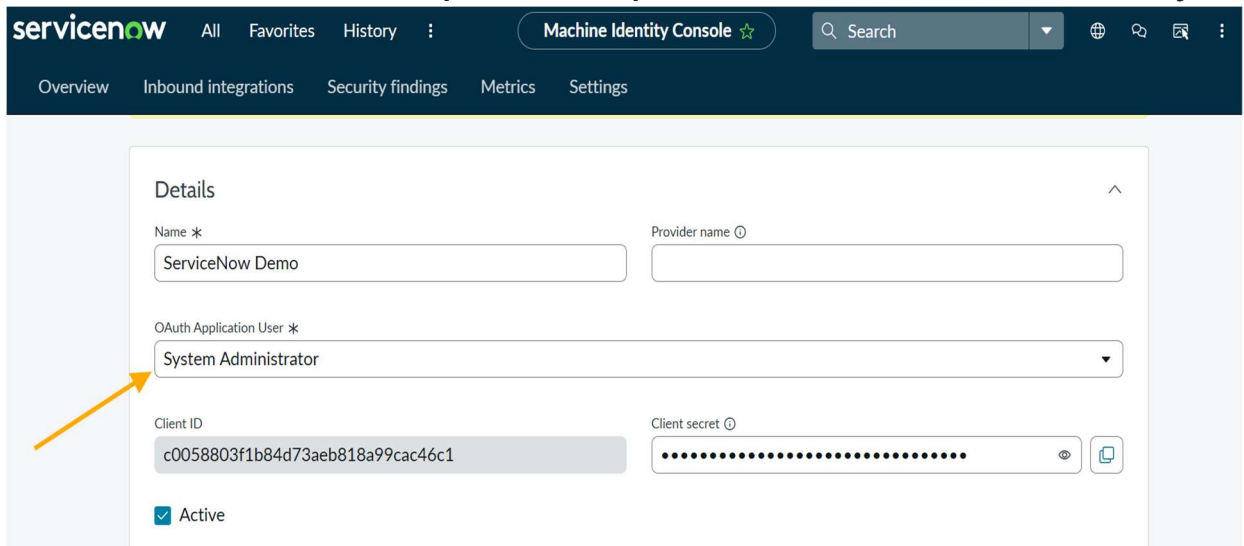 servicenow All Favorites History Machine Identity Console Search
Overview Inbound integrations Security findings Metrics Settings
Details
Name * Provider name
ServiceNow Demo
OAuth Application User *
System Administrator
Client ID Client secret
c0058803f1b84d73aeb818a99cac46c1 ••••••••••••••••••••••••••••••••
Active